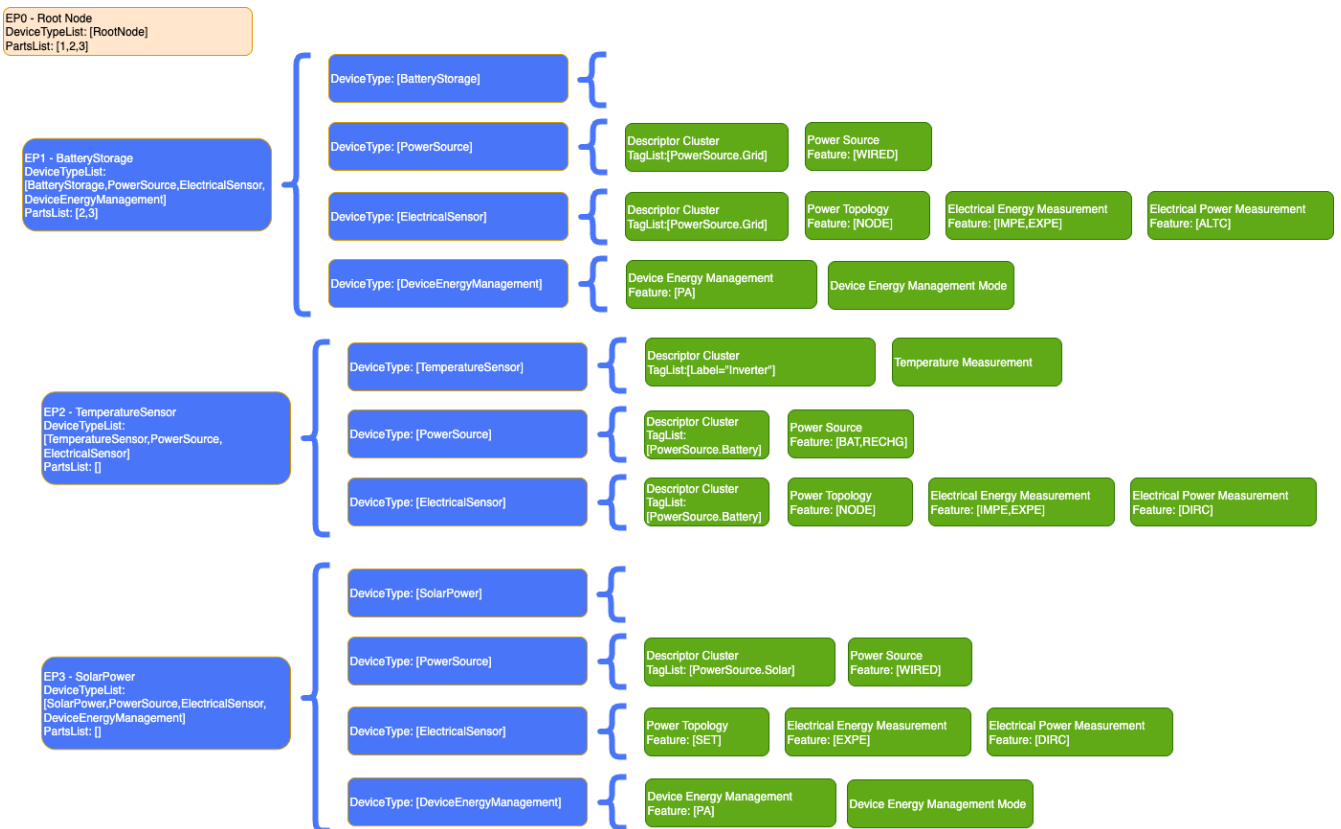 EP0 - Root Node
DeviceTypeList: [RootNode]
PartsList: [1,2,3]
EP1 - BatteryStorage
DeviceTypeList:
[BatteryStorage,PowerSource,ElectricalSensor,
DeviceEnergyManagement]
PartsList: [2,3]
DeviceType: [BatteryStorage]
DeviceType: [PowerSource]
Descriptor Cluster
TagList:[PowerSource.Grid]
Power Source
Feature: [WIRED]
DeviceType: [ElectricalSensor]
Descriptor Cluster
TagList:[PowerSource.Grid]
Power Topology
Feature: [NODE]
Electrical Energy Measurement
Feature: [IMPE,EXPE]
Electrical Power Measurement
Feature: [ALTC]
DeviceType: [DeviceEnergyManagement]
Device Energy Management
Feature: [PA]
Device Energy Management Mode
EP2 - TemperatureSensor
DeviceTypeList:
[TemperatureSensor,PowerSource,
ElectricalSensor]
PartsList: []
DeviceType: [TemperatureSensor]
Descriptor Cluster
TagList:[Label="Inverter"]
Temperature Measurement
DeviceType: [PowerSource]
Descriptor Cluster
TagList:
[PowerSource.Battery]
Power Source
Feature: [BAT,RECHG]
DeviceType: [ElectricalSensor]
Descriptor Cluster
TagList:
[PowerSource.Battery]
Power Topology
Feature: [NODE]
Electrical Energy Measurement
Feature: [IMPE,EXPE]
Electrical Power Measurement
Feature: [DIRC]
EP3 - SolarPower
DeviceTypeList:
[SolarPower,PowerSource,ElectricalSensor,
DeviceEnergyManagement]
PartsList: []
DeviceType: [SolarPower]
DeviceType: [PowerSource]
Descriptor Cluster
TagList: [PowerSource.Solar]
Power Source
Feature: [WIRED]
DeviceType: [ElectricalSensor]
Power Topology
Feature: [SET]
Electrical Energy Measurement
Feature: [EXPE]
Electrical Power Measurement
Feature: [DIRC]
DeviceType: [DeviceEnergyManagement]
Device Energy Management
Feature: [PA]
Device Energy Management Mode